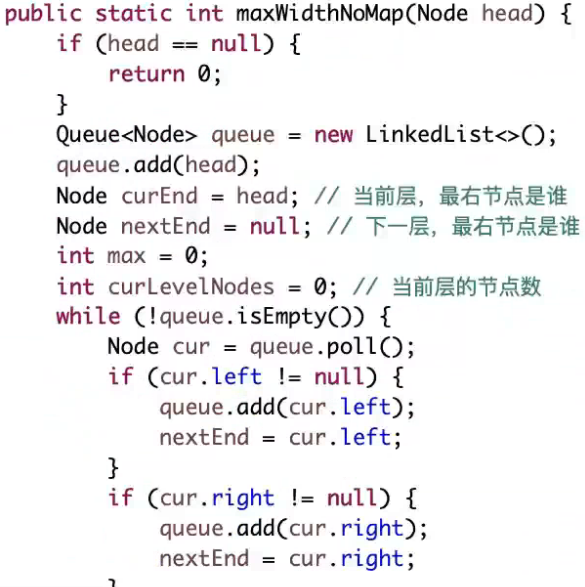 public static int maxWidthNoMap(Node head) {
    if (head == null) {
        return 0;
    }
    Queue<Node> queue = new LinkedList<>();
    queue.add(head);
    Node curEnd = head; // 当前层，最右节点是谁
    Node nextEnd = null; // 下一层，最右节点是谁
    int max = 0;
    int curLevelNodes = 0; // 当前层的节点数
    while (!queue.isEmpty()) {
        Node cur = queue.poll();
        if (cur.left != null) {
            queue.add(cur.left);
            nextEnd = cur.left;
        }
        if (cur.right != null) {
            queue.add(cur.right);
            nextEnd = cur.right;
        }